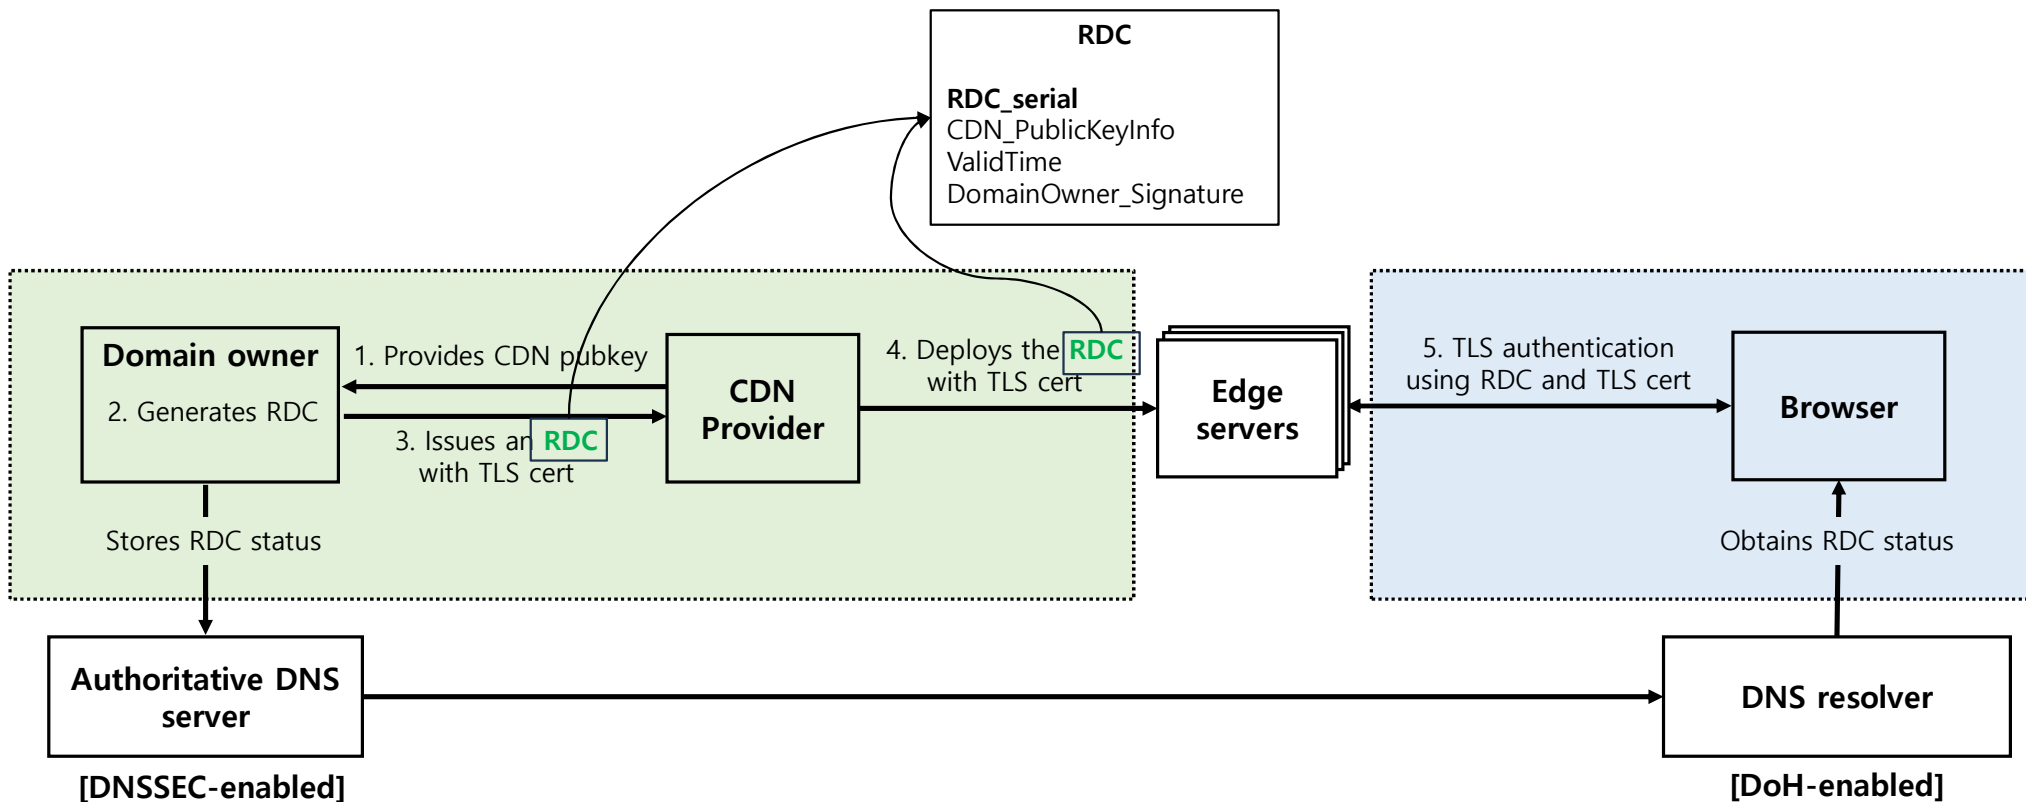 RDC
RDC_serial
CDN_PublicKeyInfo
ValidTime
DomainOwner_Signature
Domain owner
2. Generates RDC
1. Provides CDN pubkey
3. Issues an RDC
with TLS cert
CDN
Provider
4. Deploys the RDC
with TLS cert
Edge
servers
5. TLS authentication
using RDC and TLS cert
Browser
Stores RDC status
Obtains RDC status
Authoritative DNS
server
[DNSSEC-enabled]
DNS resolver
[DoH-enabled]